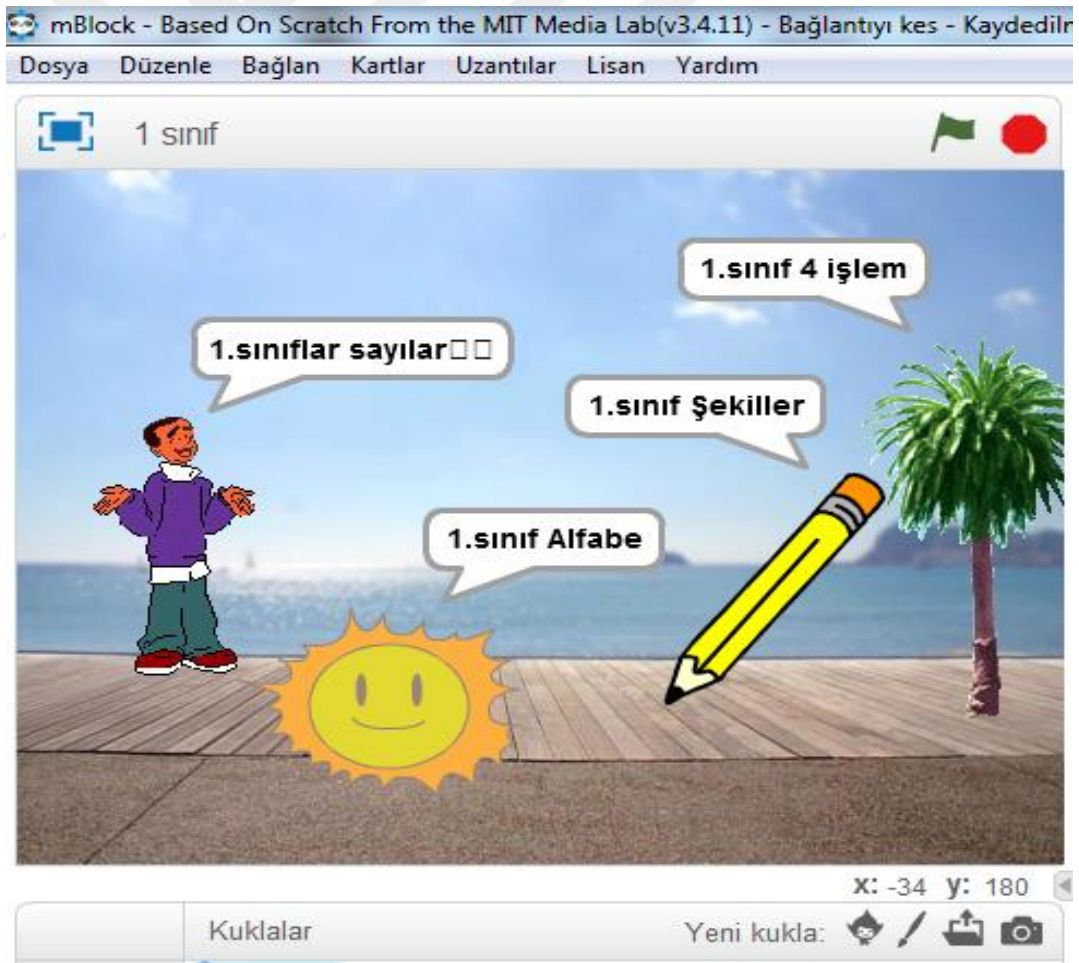 mBlock - Based On Scratch From the MIT Media Lab(v3.4.11) - Bağlantıyı kes - Kaydediln
Dosya Düzenle Bağlan Kartlar Uzantılar Lisan Yardım
1 sınıf
1.sınıf 4 işlem
1.sınıflar sayılar□□
1.sınıf Şekiller
1.sınıf Alfabe
x: -34 y: 180
Kuklalar Yeni kukla: